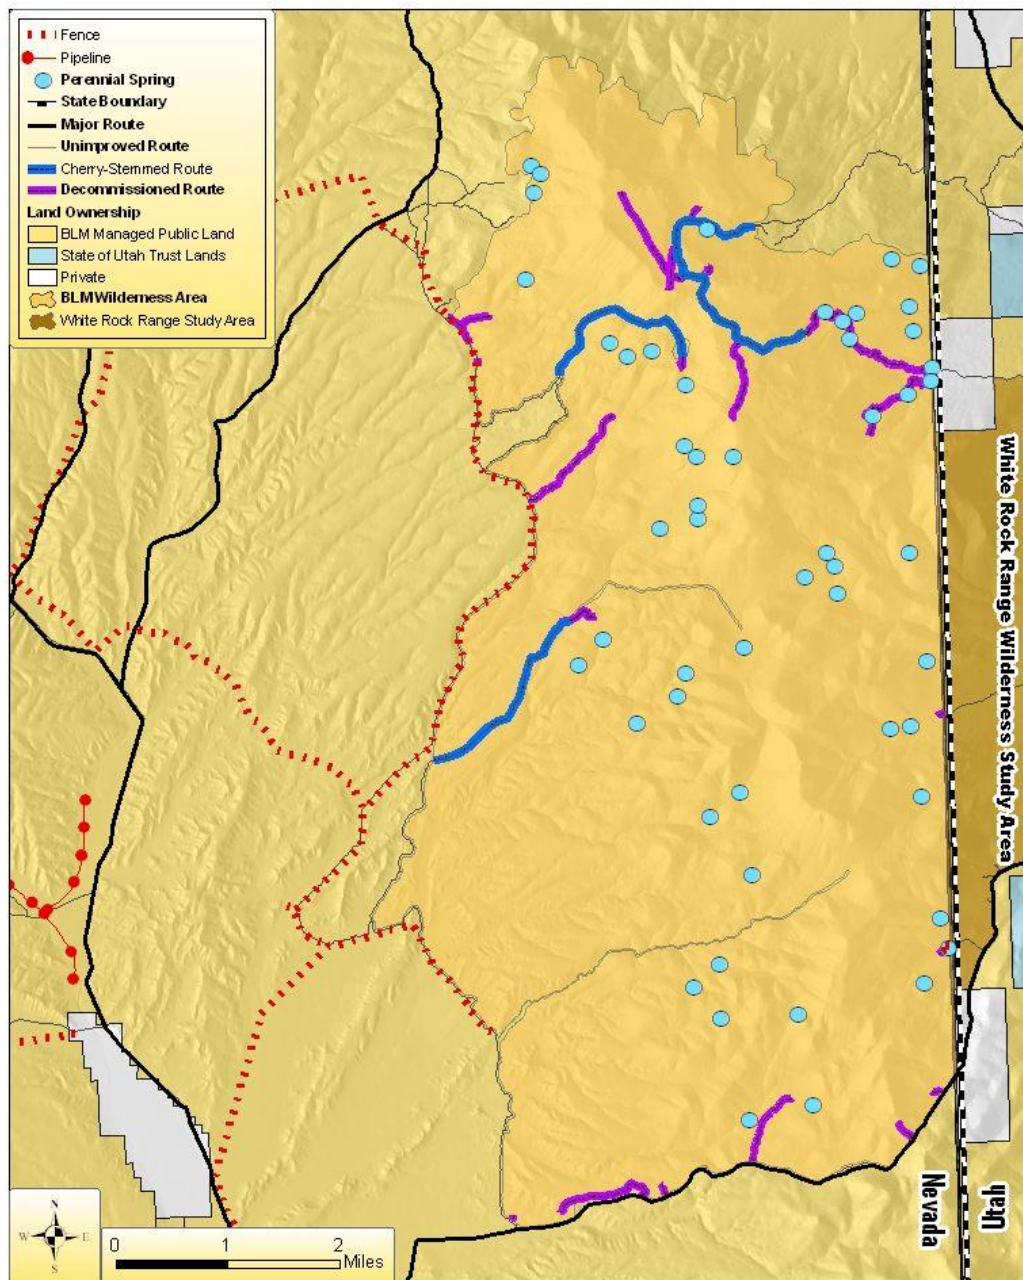 Fence
Pipeline
Perennial Spring
State Boundary
Major Route
Unimproved Route
Cherry-Stemmed Route
Decommissioned Route
Land Ownership
BLM Managed Public Land
State of Utah Trust Lands
Private
BLM Wilderness Area
White Rock Range Study Area
White Rock Range Wilderness Study Area
Utah
Nevada
N
W E
S
0 1 2
Miles